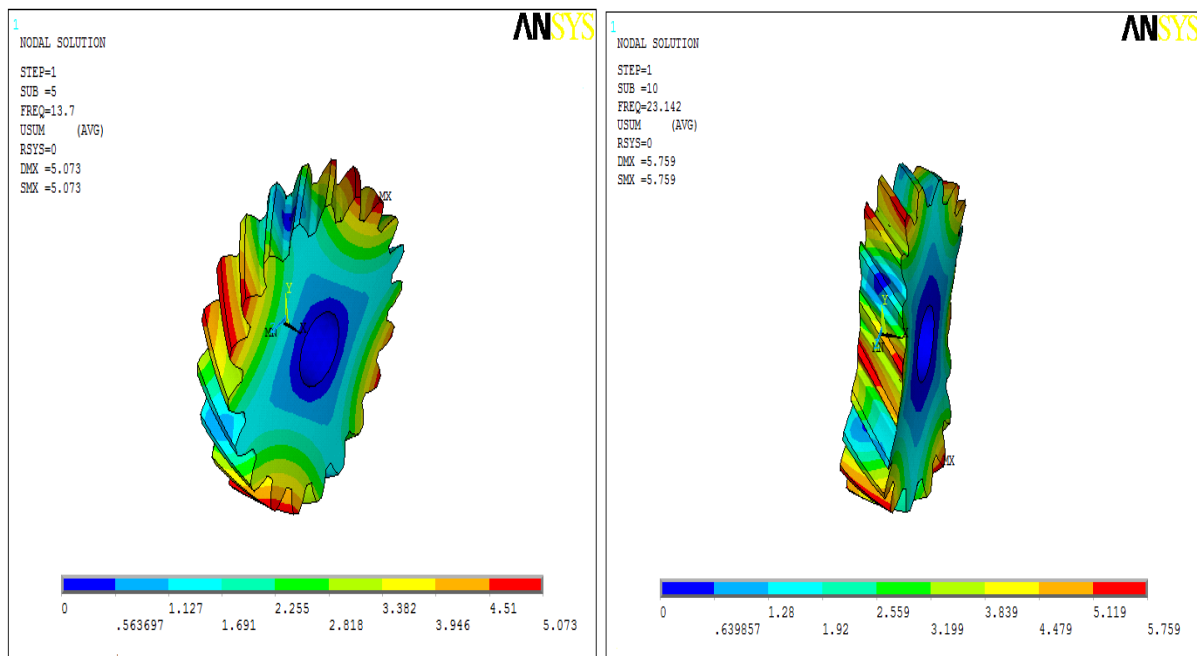 1
ANSYS
NODAL SOLUTION
STEP=1
SUB =5
FREQ=13.7
USUM (AVG)
RSYS=0
DMX =5.073
SMX =5.073
MX
Y
X
MN
0 1.127 2.255 3.382 4.51
.563697 1.691 2.818 3.946 5.073
1
ANSYS
NODAL SOLUTION
STEP=1
SUB =10
FREQ=23.142
USUM (AVG)
RSYS=0
DMX =5.759
SMX =5.759
Y
X
MN
MX
0 1.28 2.559 3.839 5.119
.639857 1.92 3.199 4.479 5.759